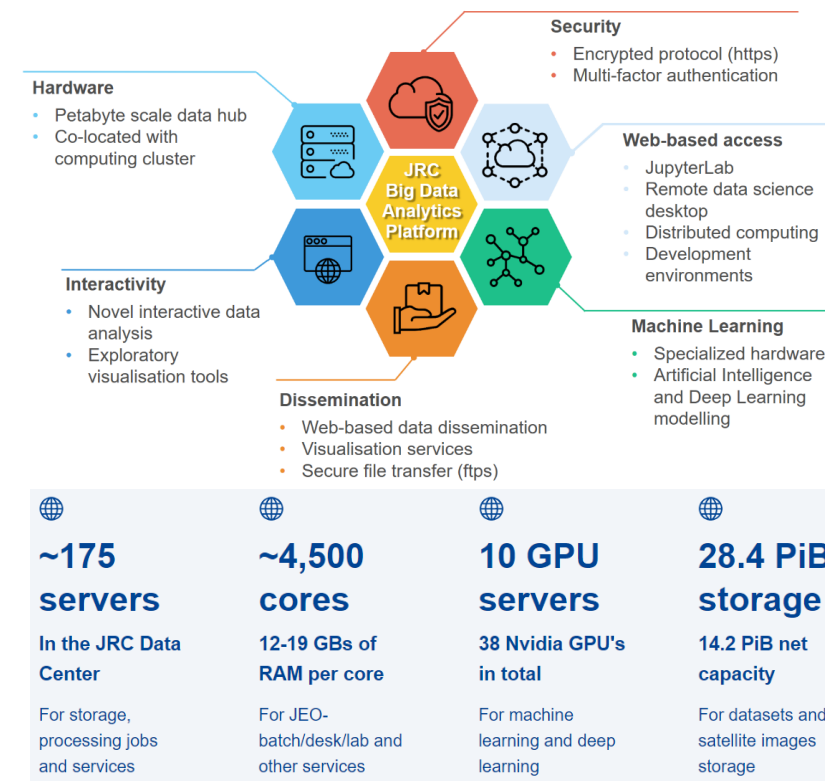 Security
• Encrypted protocol (https)
• Multi-factor authentication
Hardware
• Petabyte scale data hub
• Co-located with
computing cluster
Web-based access
• JupyterLab
• Remote data science
desktop
• Distributed computing
• Development
environments
JRC
Big Data
Analytics
Platform
Interactivity
• Novel interactive data
analysis
• Exploratory
visualisation tools
Machine Learning
• Specialized hardware
• Artificial Intelligence
and Deep Learning
modelling
Dissemination
• Web-based data dissemination
• Visualisation services
• Secure file transfer (ftps)
~175
servers
In the JRC Data
Center
For storage,
processing jobs
and services
~4,500
cores
12-19 GBs of
RAM per core
For JEO-
batch/desk/lab and
other services
10 GPU
servers
38 Nvidia GPU's
in total
For machine
learning and deep
learning
28.4 PiB
storage
14.2 PiB net
capacity
For datasets and
satellite images
storage